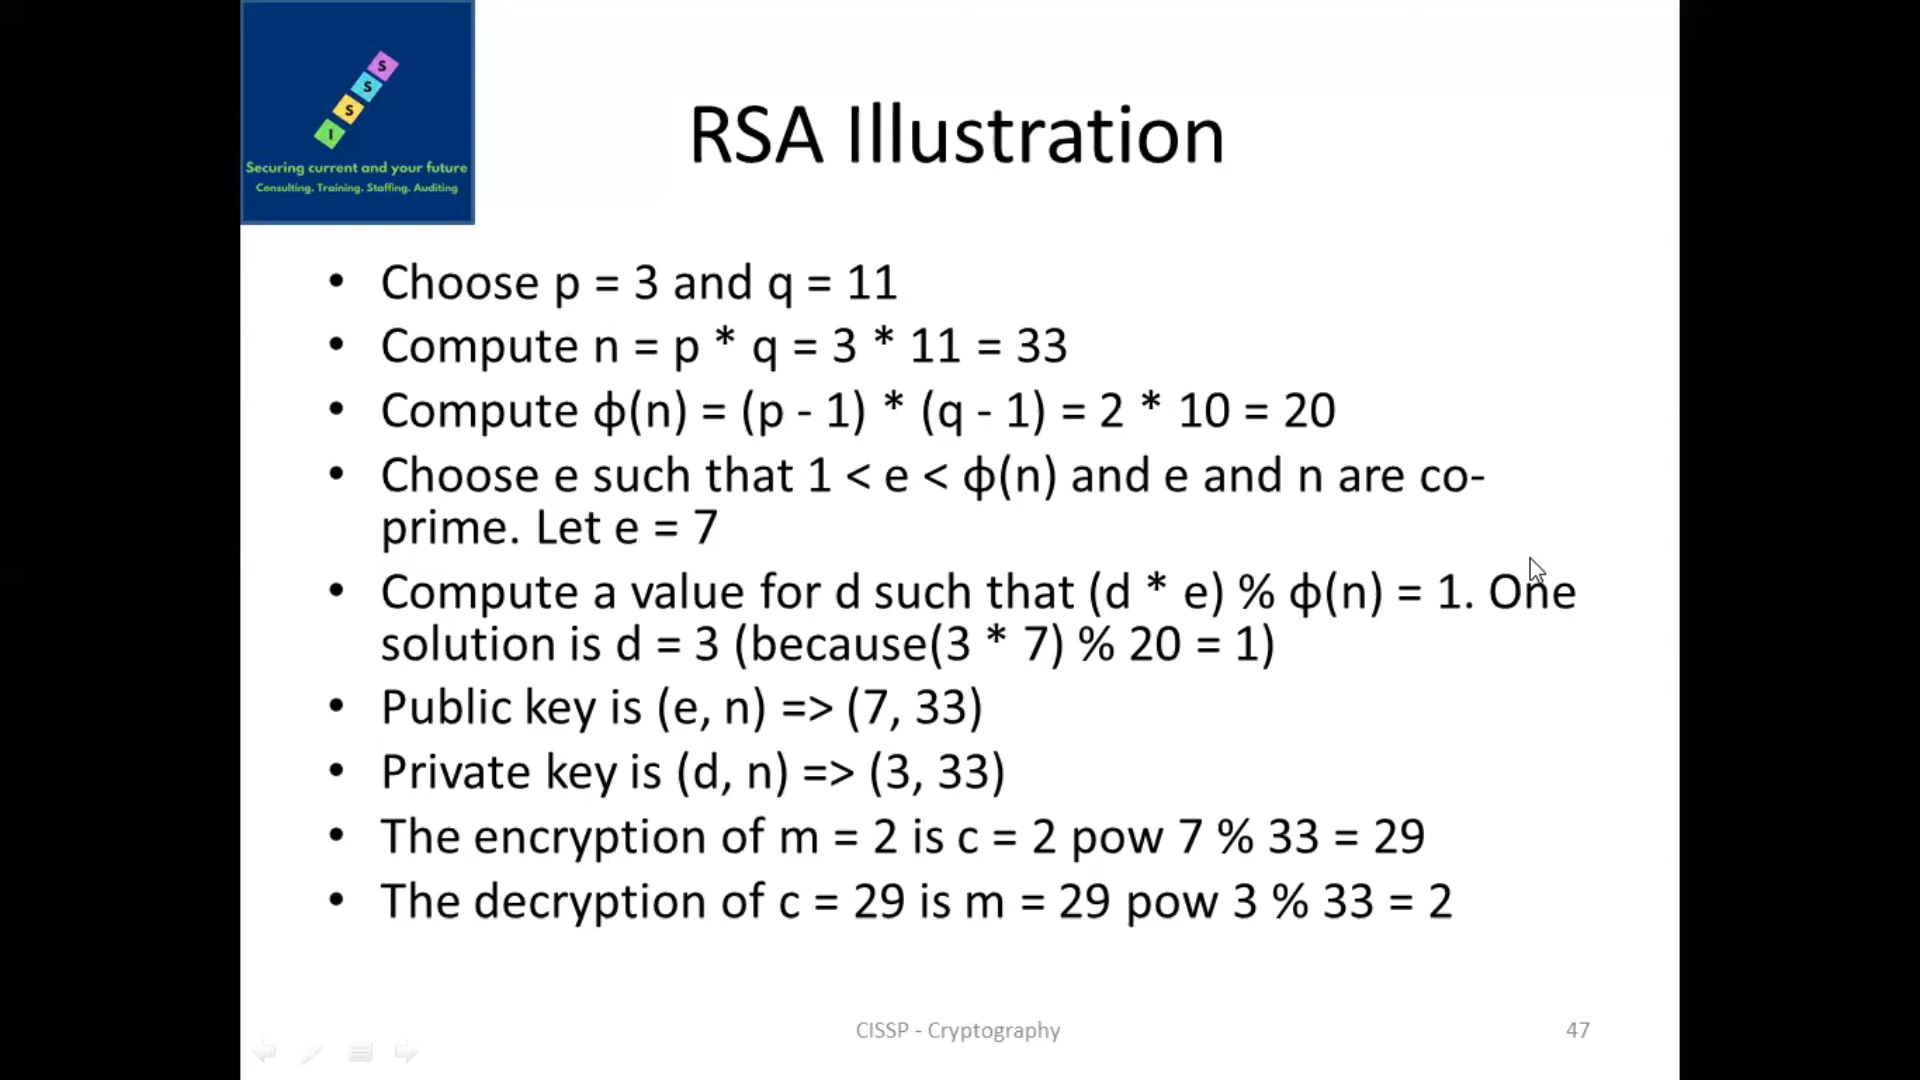 S
S
S
I
Securing current and your future
Consulting. Training. Staffing. Auditing
RSA Illustration
• Choose p = 3 and q = 11
• Compute n = p * q = 3 * 11 = 33
• Compute ϕ(n) = (p - 1) * (q - 1) = 2 * 10 = 20
• Choose e such that 1 < e < ϕ(n) and e and n are co-
prime. Let e = 7
• Compute a value for d such that (d * e) % ϕ(n) = 1. One
solution is d = 3 (because(3 * 7) % 20 = 1)
• Public key is (e, n) => (7, 33)
• Private key is (d, n) => (3, 33)
• The encryption of m = 2 is c = 2 pow 7 % 33 = 29
• The decryption of c = 29 is m = 29 pow 3 % 33 = 2
CISSP - Cryptography
47